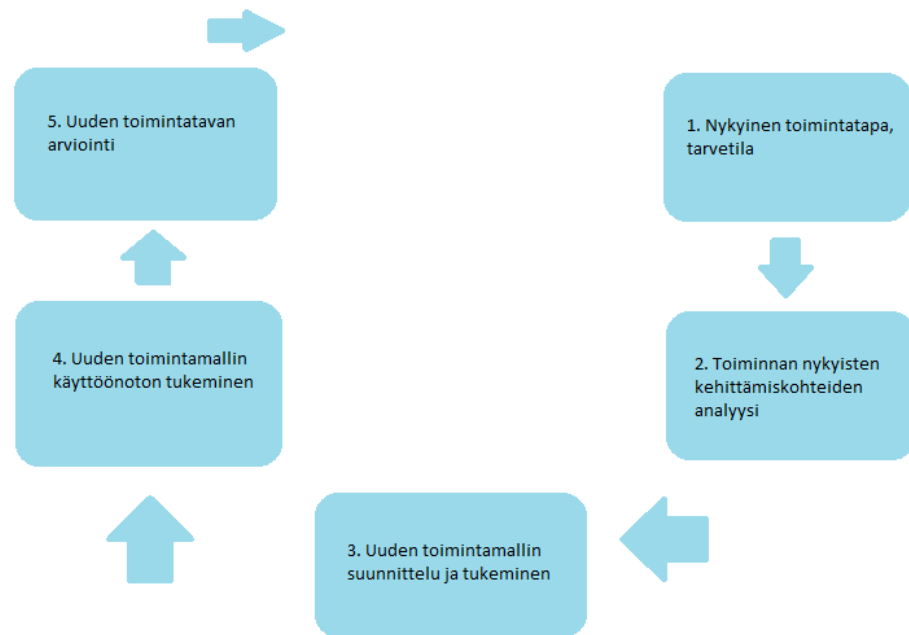 1. Nykyinen toimintatapa,
tarvetila
2. Toiminnan nykyisten
kehittämiskohteiden
analyysi
3. Uuden toimintamallin
suunnittelu ja tukeminen
4. Uuden toimintamallin
käyttöönoton tukeminen
5. Uuden toimintatavan
arviointi